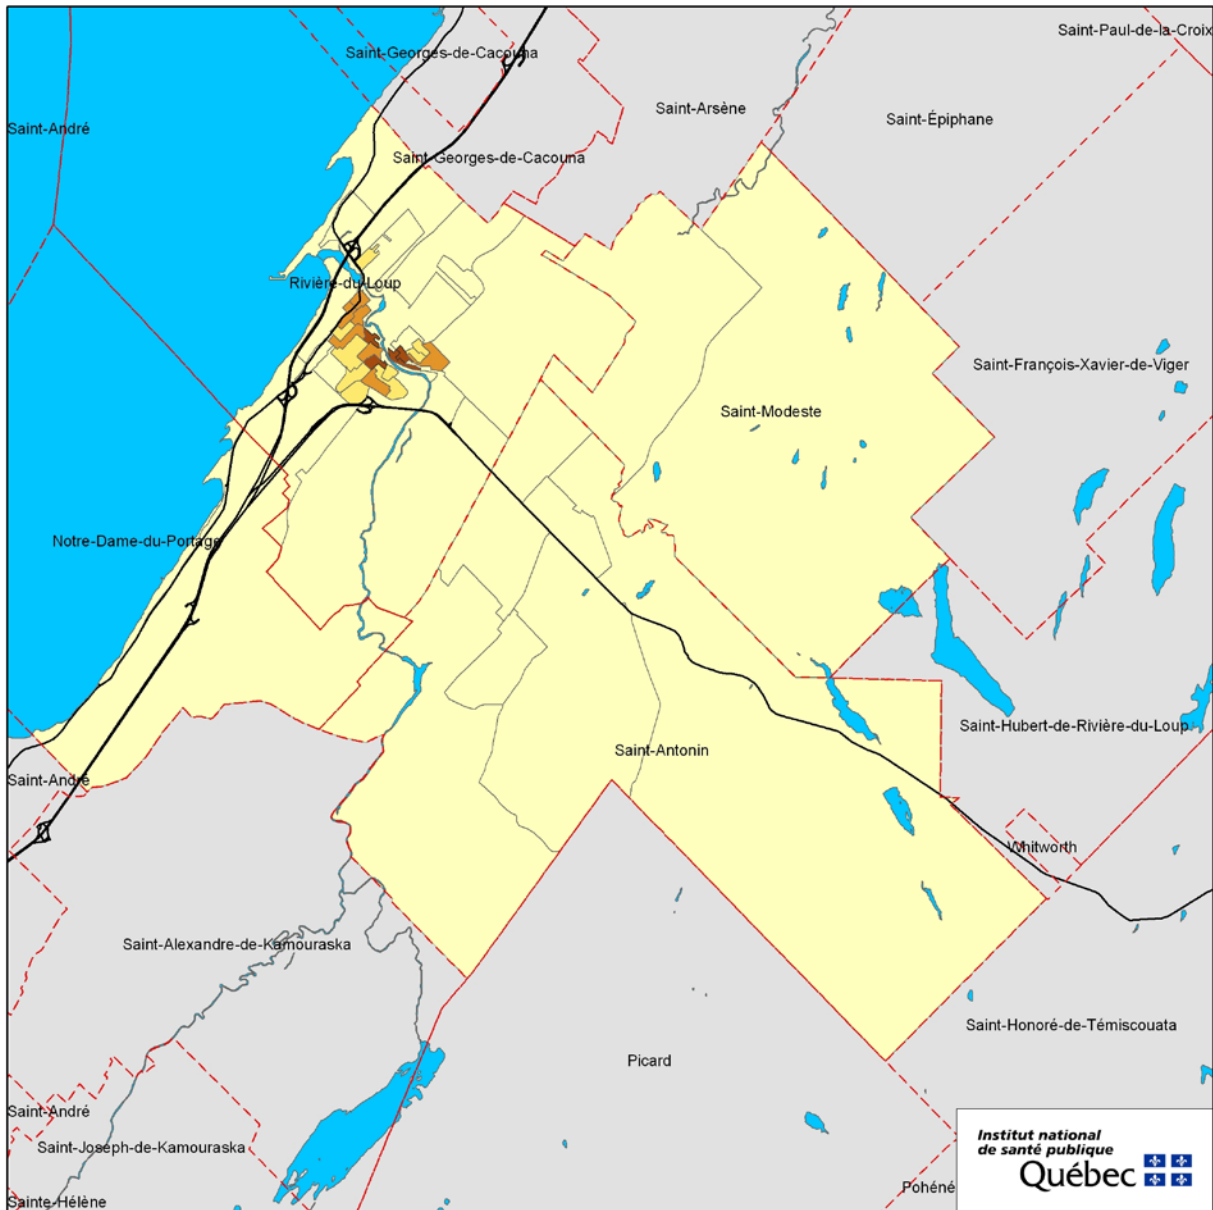 Saint-Paul-de-la-Croix
Saint-Georges-de-Cacouna
Saint-Arsène
Saint-Épiphane
Saint-André
Saint-Georges-de-Cacouna
Rivière-du-Loup
Saint-François-Xavier-de-Viger
Saint-Modeste
Notre-Dame-du-Portage
Saint-Hubert-de-Rivière-du-Loup
Saint-Antonin
Saint-André
Whitworth
Saint-Alexandre-de-Kamouraska
Saint-Honoré-de-Témiscouata
Picard
Saint-André
Saint-Joseph-de-Kamouraska
Institut national
de santé publique
Québec
Pohéné
Sainte-Hélène